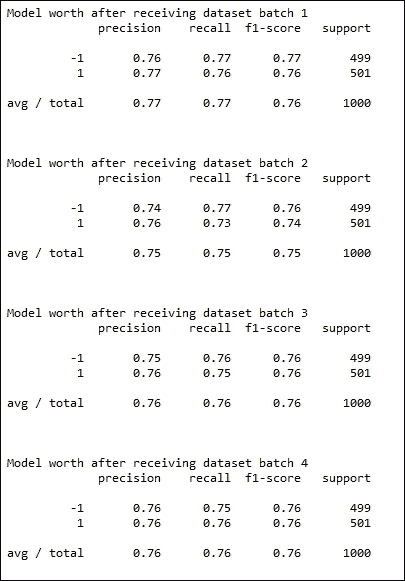 Model worth after receiving dataset batch 1
precision recall f1-score support
-1 0.76 0.77 0.77 499
1 0.77 0.76 0.76 501
avg / total 0.77 0.77 0.76 1000
Model worth after receiving dataset batch 2
precision recall f1-score support
-1 0.74 0.77 0.76 499
1 0.76 0.73 0.74 501
avg / total 0.75 0.75 0.75 1000
Model worth after receiving dataset batch 3
precision recall f1-score support
-1 0.75 0.76 0.76 499
1 0.76 0.75 0.76 501
avg / total 0.76 0.76 0.76 1000
Model worth after receiving dataset batch 4
precision recall f1-score support
-1 0.76 0.75 0.76 499
1 0.76 0.76 0.76 501
avg / total 0.76 0.76 0.76 1000